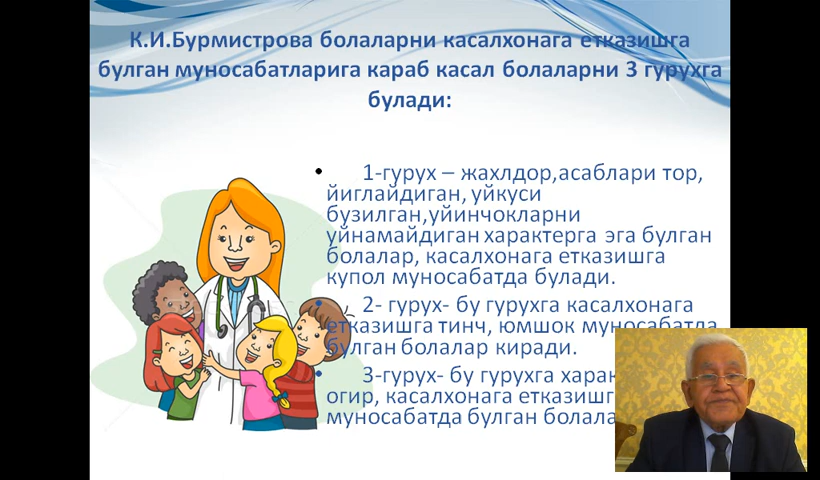 К.И.Бурмистрова болаларни касалхонага етказишга
булган муносабатларига караб касал болаларни 3 гурухга
булади:
• 1-гурух – жахлдор,асаблари тор,
йиглайдиган, уйкуси
бузилган,уйинчокларни
уйнамайдиган характерга эга булган
болалар, касалхонага етказишга
купол муносабатда булади.
• 2- гурух- бу гурухга касалхонага
етказишга тинч, юмшок муносабатда
булган болалар киради.
• 3-гурух- бу гурухга
огир, касалхонага
муносабатда булган